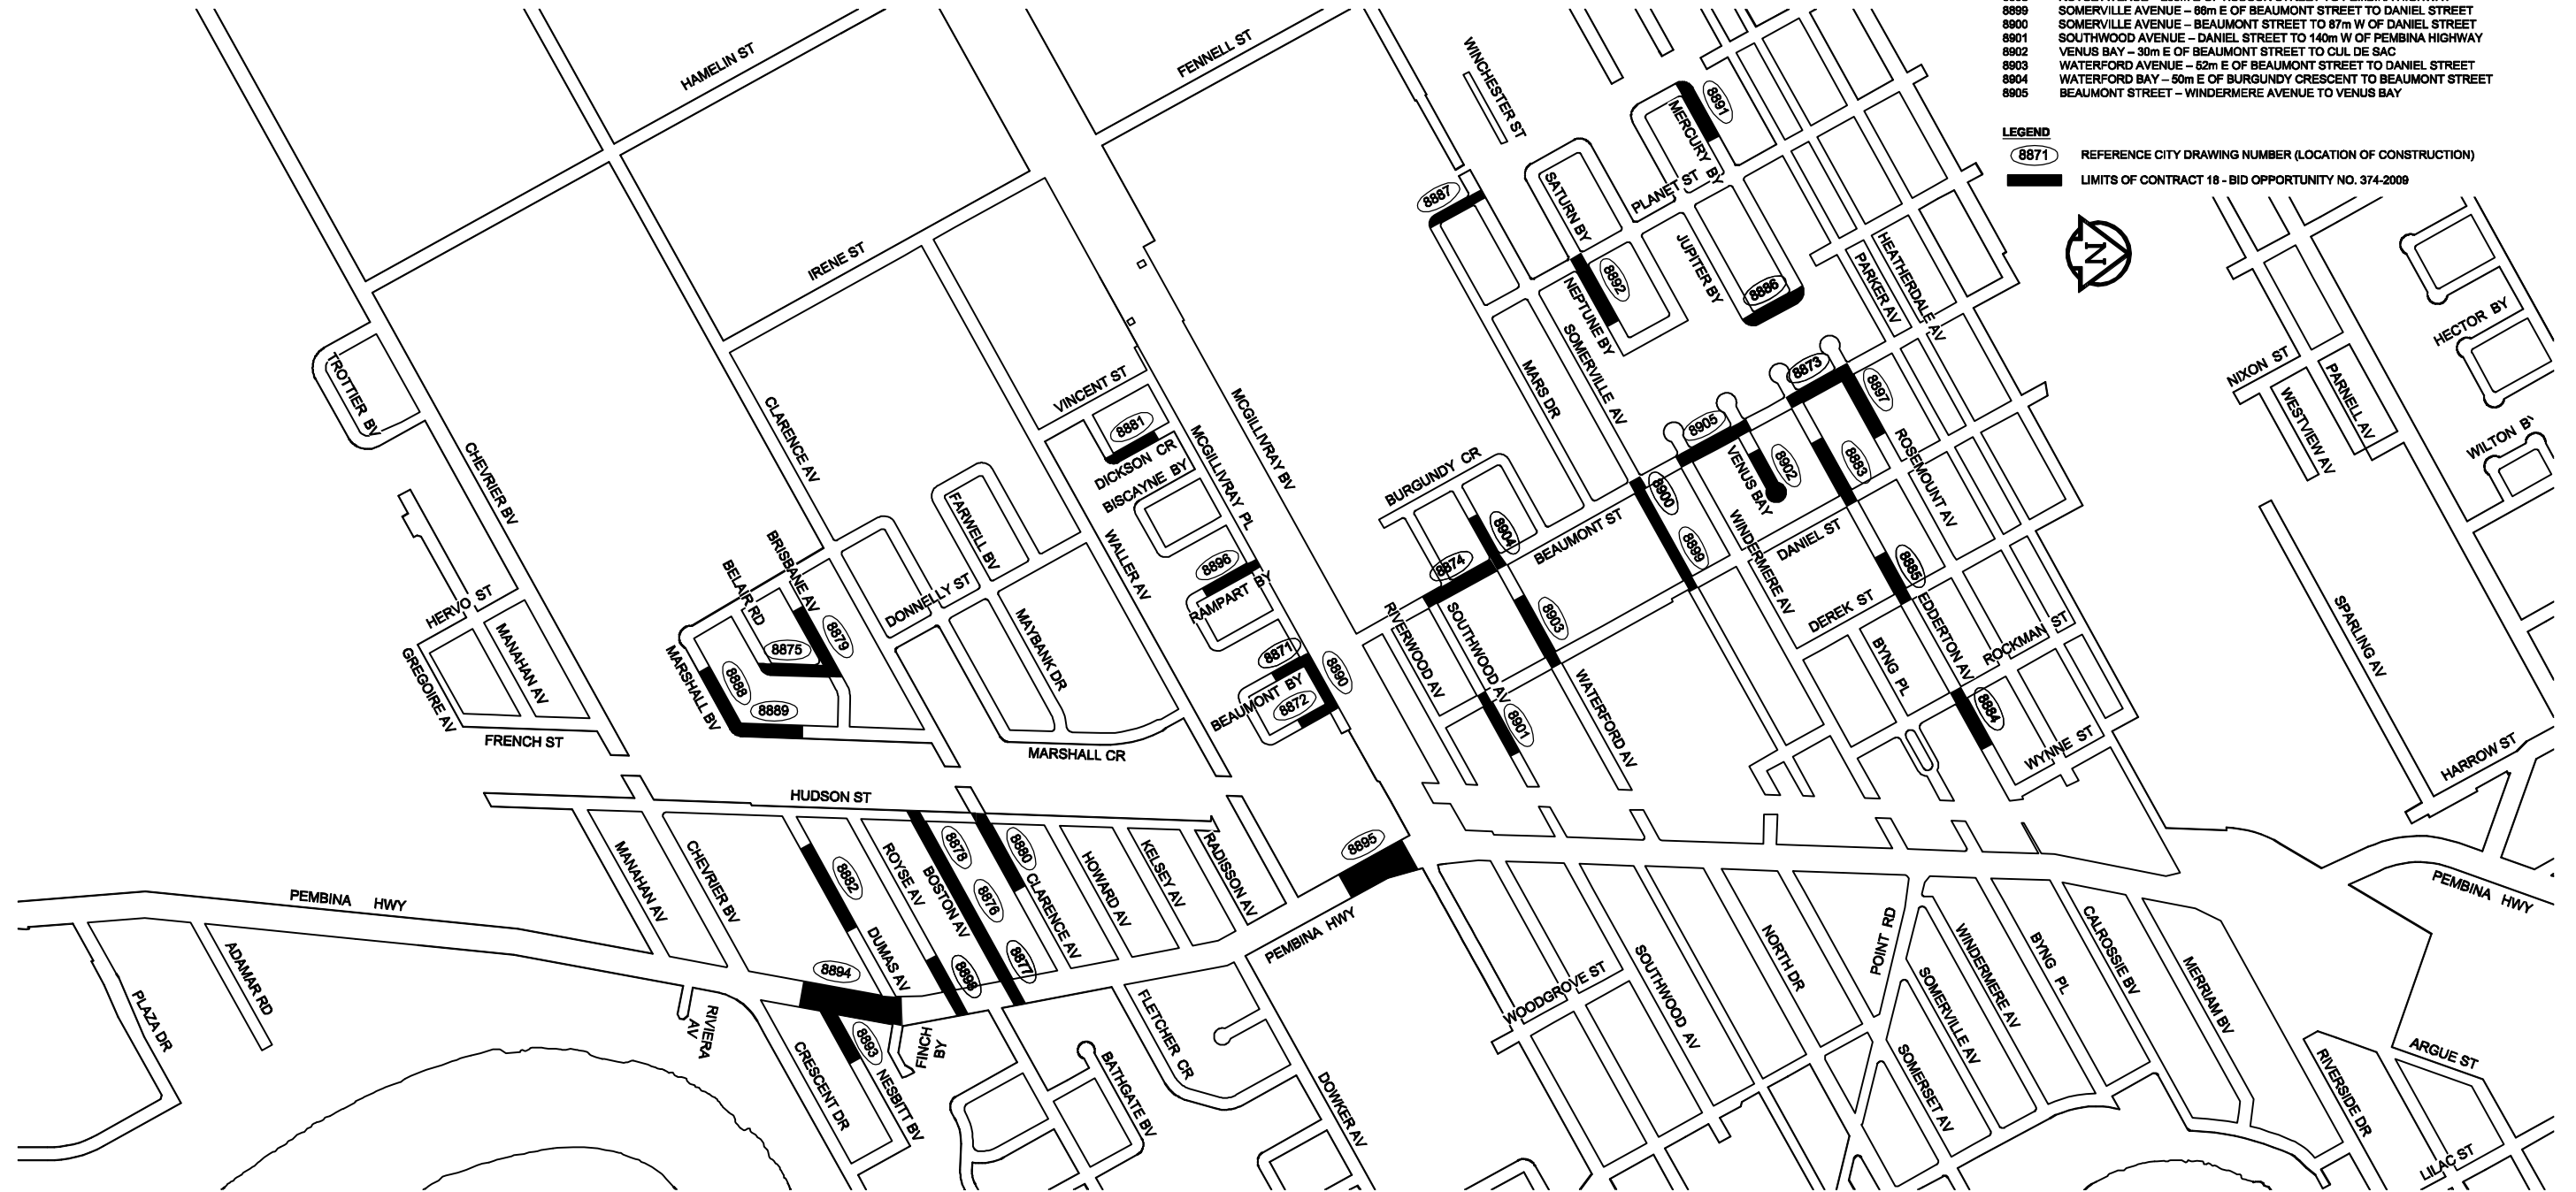 8899 SOMERVILLE AVENUE – 66m E OF BEAUMONT STREET TO DANIEL STREET
8900 SOMERVILLE AVENUE – BEAUMONT STREET TO 87m W OF DANIEL STREET
8901 SOUTHWOOD AVENUE – DANIEL STREET TO 140m W OF PEMBINA HIGHWAY
8902 VENUS BAY – 30m E OF BEAUMONT STREET TO CUL DE SAC
8903 WATERFORD AVENUE – 52m E OF BEAUMONT STREET TO DANIEL STREET
8904 WATERFORD BAY – 50m E OF BURGUNDY CRESCENT TO BEAUMONT STREET
8905 BEAUMONT STREET – WINDERMERE AVENUE TO VENUS BAY
LEGEND
8871 REFERENCE CITY DRAWING NUMBER (LOCATION OF CONSTRUCTION)
LIMITS OF CONTRACT 18 - BID OPPORTUNITY NO. 374-2009
N
HAMELIN ST
FENNELL ST
WINCHESTER ST
MERCURY BY
8891
8887
SATURN BY
PLANET ST
IRENE ST
JUPITER BY
8892
NEPTUNE BY
8886
PARKER AV
HEATHERDALE AV
HECTOR BY
NIXON ST
PARNELL AV
WESTVIEW AV
WILTON BY
TROTTIER BV
CHEVRIER BV
CLARENCE AV
VINCENT ST
8881
DICKSON CR
BISCAYNE BY
MCGILLIVRAY PL
MCGILLIVRAY BV
MARS DR
SOMERVILLE AV
8873
8897
8905
VENUS BAY
8902
8883
ROSEMOUNT AV
BURGUNDY CR
8900
8904
BEAUMONT ST
8899
WINDERMERE AV
DANIEL ST
FARWELL BV
BRISBANE AV
BELAIR RD
DONNELLY ST
WALLER AV
8896
RAMPART BY
8874
RIVERWOOD AV
SOUTHWOOD AV
8903
8885
DEREK ST
EDDERTON AV
ROCKMAN ST
SPARLING AV
HERVO ST
MANAHAN AV
GREGOIRE AV
FRENCH ST
8879
8875
MARSHALL BV
8888
8889
MAYBANK DR
MARSHALL CR
8871
BEAUMONT BY
8872
8890
8901
WATERFORD AV
BYNG PL
8884
WYNNE ST
HARROW ST
HUDSON ST
MANAHAN AV
CHEVRIER BV
8882
ROYSE AV
8878
BOSTON AV
8876
8880
CLARENCE AV
HOWARD AV
KELSEY AV
RADISSON AV
8895
PEMBINA HWY
DUMAS AV
8898
8877
PEMBINA HWY
PEMBINA HWY
8894
ADAMAR RD
PLAZA DR
RIVIERA AV
8893
FINCH BY
CRESCENT DR
NESBITT BV
BATHGATE BV
FLETCHER CR
DOWKER AV
WOODGROVE ST
SOUTHWOOD AV
NORTH DR
POINT RD
SOMERVILLE AV
WINDERMERE AV
BYNG PL
CALROSSIE BV
MERRIAM BV
SOMERSET AV
RIVERSIDE DR
ARGUE ST
LILAC ST